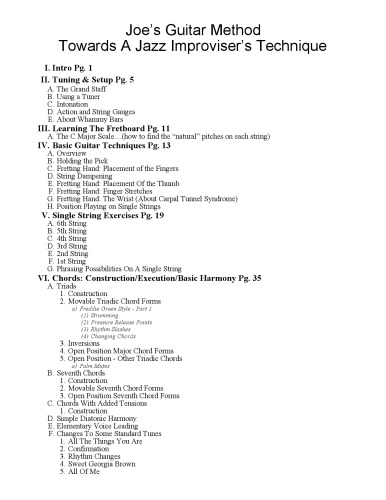 Joe's Guitar Method
Towards A Jazz Improviser's Technique
I. Intro Pg. 1
II. Tuning & Setup Pg. 5
A. The Grand Staff
B. Using a Tuner
C. Intonation
D. Action and String Gauges
E. About Whammy Bars
III. Learning The Fretboard Pg. 11
A. The C Major Scale…(how to find the "natural" pitches on each string)
IV. Basic Guitar Techniques Pg. 13
A. Overview
B. Holding the Pick
C. Fretting Hand: Placement of the Fingers
D. String Dampening
E. Fretting Hand: Placement Of the Thumb
F. Fretting Hand: Finger Stretches
G. Fretting Hand: The Wrist (About Carpal Tunnel Syndrome)
H. Position Playing on Single Strings
V. Single String Exercises Pg. 19
A. 6th String
B. 5th String
C. 4th String
D. 3rd String
E. 2nd String
F. 1st String
G. Phrasing Possibilities On A Single String
VI. Chords: Construction/Execution/Basic Harmony Pg. 35
A. Triads
1. Construction
2. Movable Triadic Chord Forms
a) Freddie Green Style - Part 1
(1) Strumming
(2) Pressure Release Points
(3) Rhythm Slashes
(4) Changing Chords
3. Inversions
4. Open Position Major Chord Forms
5. Open Position - Other Triadic Chords
a) Palm Mutes
B. Seventh Chords
1. Construction
2. Movable Seventh Chord Forms
3. Open Position Seventh Chord Forms
C. Chords With Added Tensions
1. Construction
D. Simple Diatonic Harmony
E. Elementary Voice Leading
F. Changes To Some Standard Tunes
1. All The Things You Are
2. Confirmation
3. Rhythm Changes
4. Sweet Georgia Brown
5. All Of Me